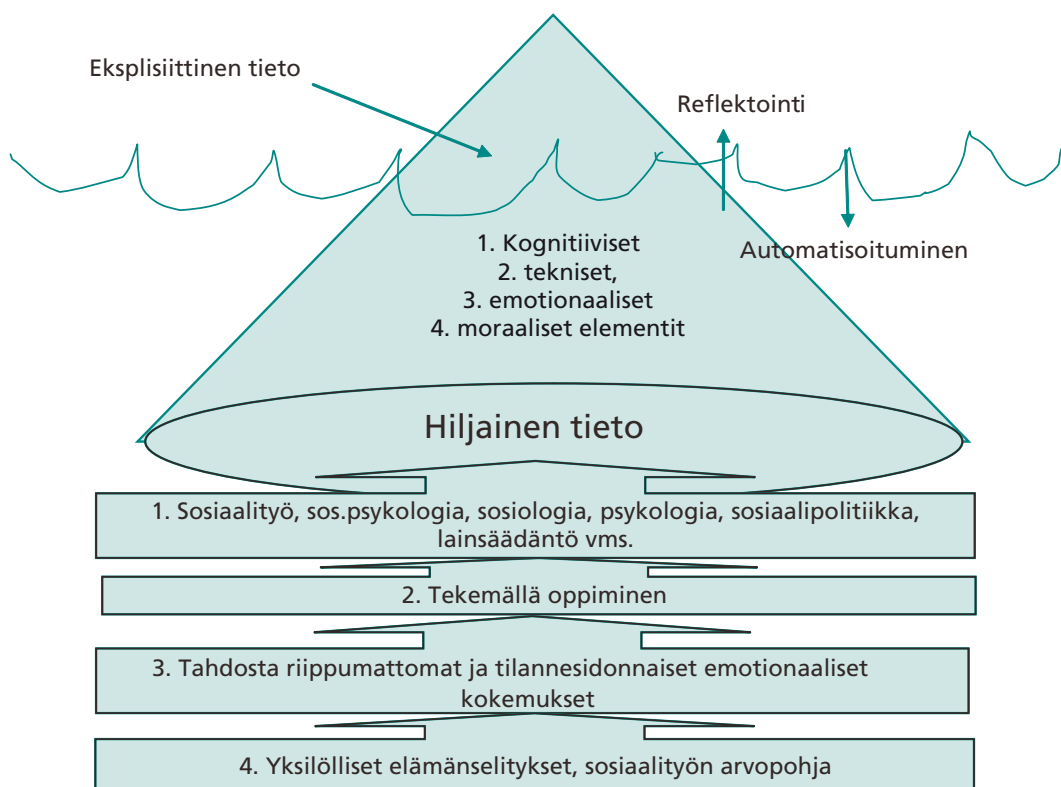 Eksplisiittinen tieto
Reflektointi
Automatisoituminen
1. Kognitiiviset
2. tekniset,
3. emotionaaliset
4. moraaliset elementit
Hiljainen tieto
1. Sosiaalityö, sos.psykologia, sosiologia, psykologia, sosiaalipolitiikka,
lainsäädäntö vms.
2. Tekemällä oppiminen
3. Tahdosta riippumattomat ja tilannesidonnaiset emotionaaliset
kokemukset
4. Yksilölliset elämänselitykset, sosiaalityön arvopohja